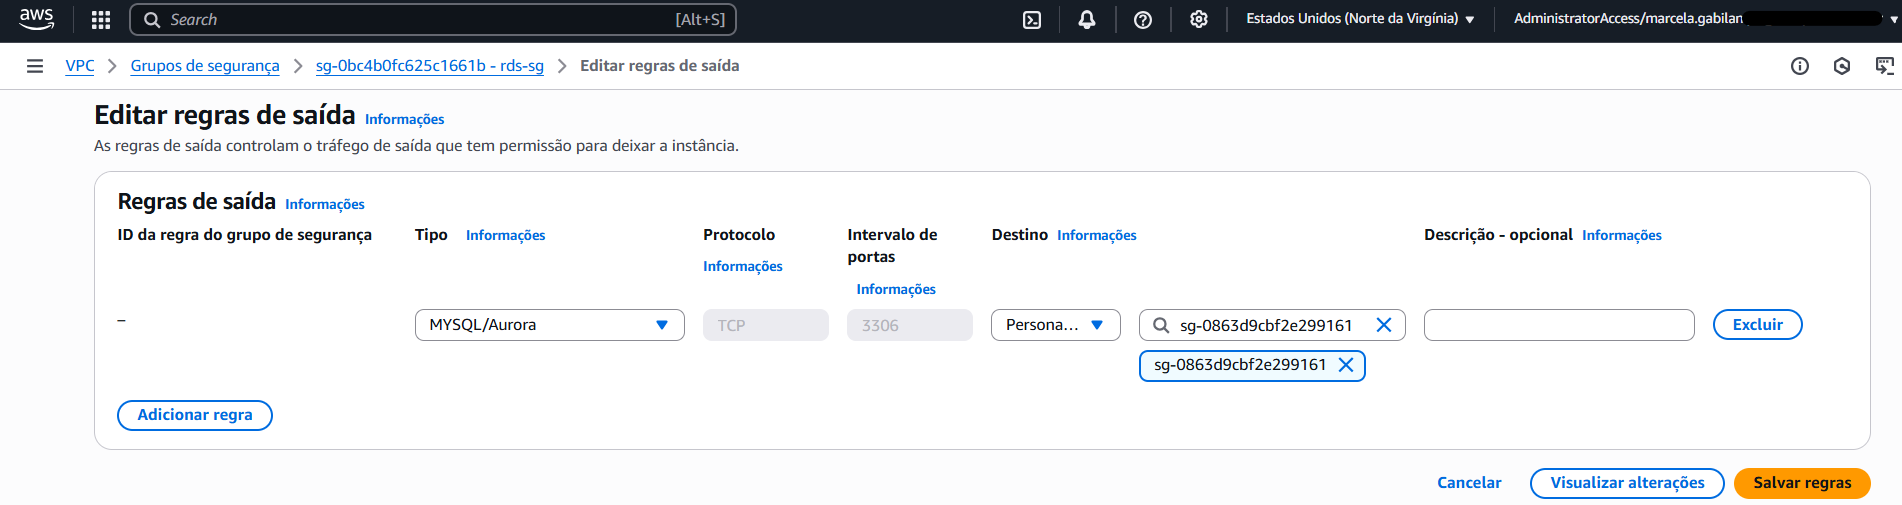 aws Search [Alt+S] Estados Unidos (Norte da Virgínia) AdministratorAccess/marcela.gabilan
VPC > Grupos de segurança > sg-0bc4b0fc625c1661b - rds-sg > Editar regras de saída
Editar regras de saída Informações
As regras de saída controlam o tráfego de saída que tem permissão para deixar a instância.
Regras de saída Informações
ID da regra do grupo de segurança Tipo Informações Protocolo Informações Intervalo de portas Informações Destino Informações Descrição - opcional Informações
– MYSQL/Aurora TCP 3306 Persona... sg-0863d9cbf2e299161 Excluir
sg-0863d9cbf2e299161
Adicionar regra
Cancelar Visualizar alterações Salvar regras